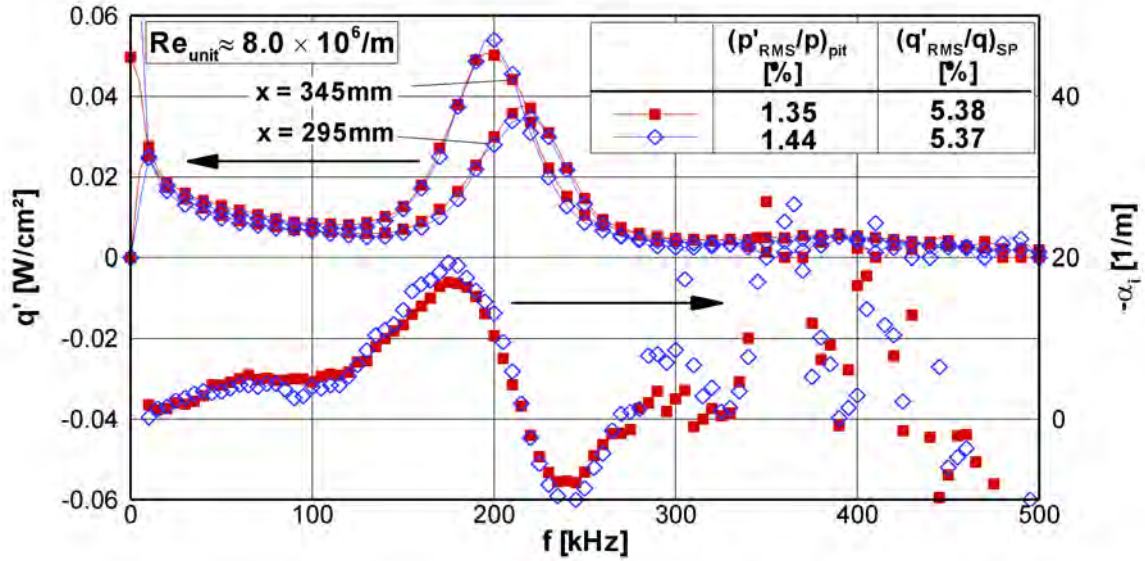 Re_unit ≈ 8.0 × 10⁶/m
x = 345mm
x = 295mm
(p'_RMS/p)_pit (q'_RMS/q)_SP
[%] [%]
1.35 5.38
1.44 5.37
q' [W/cm²]
0.06
0.04
0.02
0
-0.02
-0.04
-0.06
-α_i [1/m]
40
20
0
0 100 200 300 400 500
f [kHz]